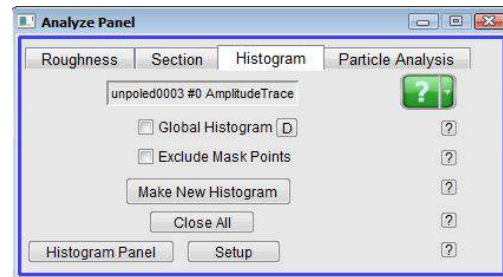 Analyze Panel
Roughness Section Histogram Particle Analysis
unpoled0003 #0 AmplitudeTrace
?
Global Histogram D ?
Exclude Mask Points ?
Make New Histogram ?
Close All ?
Histogram Panel Setup ?